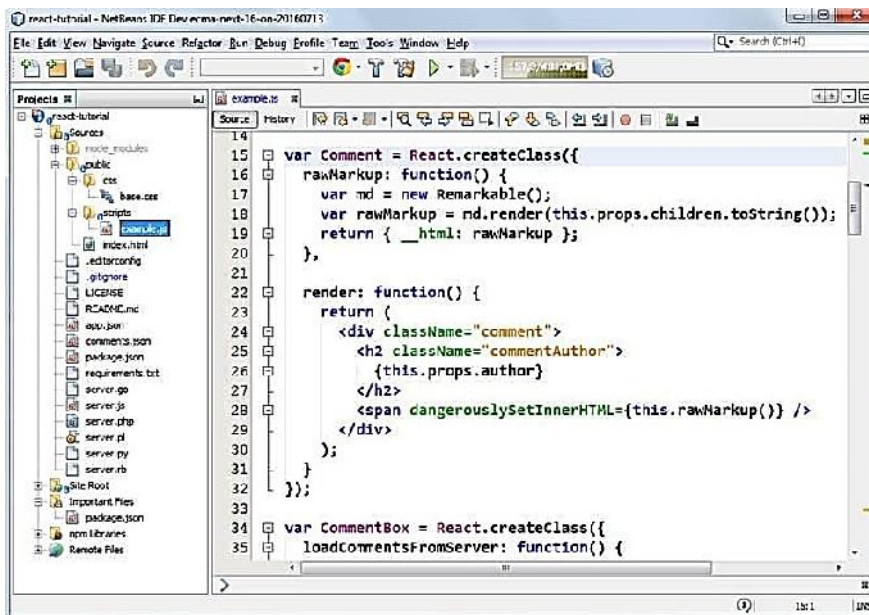 react-tutorial - NetBeans IDE Dev ecma-next-16-on-20160713
File Edit View Navigate Source Refactor Run Debug Profile Team Tools Window Help
Search (Ctrl+I)
Projects
react-tutorial
Sources
node_modules
public
css
base.css
scripts
example.js
index.html
.editorconfig
.gitignore
LICENSE
README.md
app.json
comments.json
package.json
requirements.txt
server.go
server.js
server.php
server.pl
server.py
server.rb
Site Root
Important Files
package.json
npm Libraries
Remote Files
example.js
Source History
14
15 var Comment = React.createClass({
16 rawMarkup: function() {
17 var md = new Remarkable();
18 var rawMarkup = md.render(this.props.children.toString());
19 return { __html: rawMarkup };
20 },
21
22 render: function() {
23 return (
24 <div className="comment">
25 <h2 className="commentAuthor">
26 {this.props.author}
27 </h2>
28 <span dangerouslySetInnerHTML={this.rawMarkup()} />
29 </div>
30 );
31 }
32 });
33
34 var CommentBox = React.createClass({
35 loadCommentsFromServer: function() {
15:1 INS